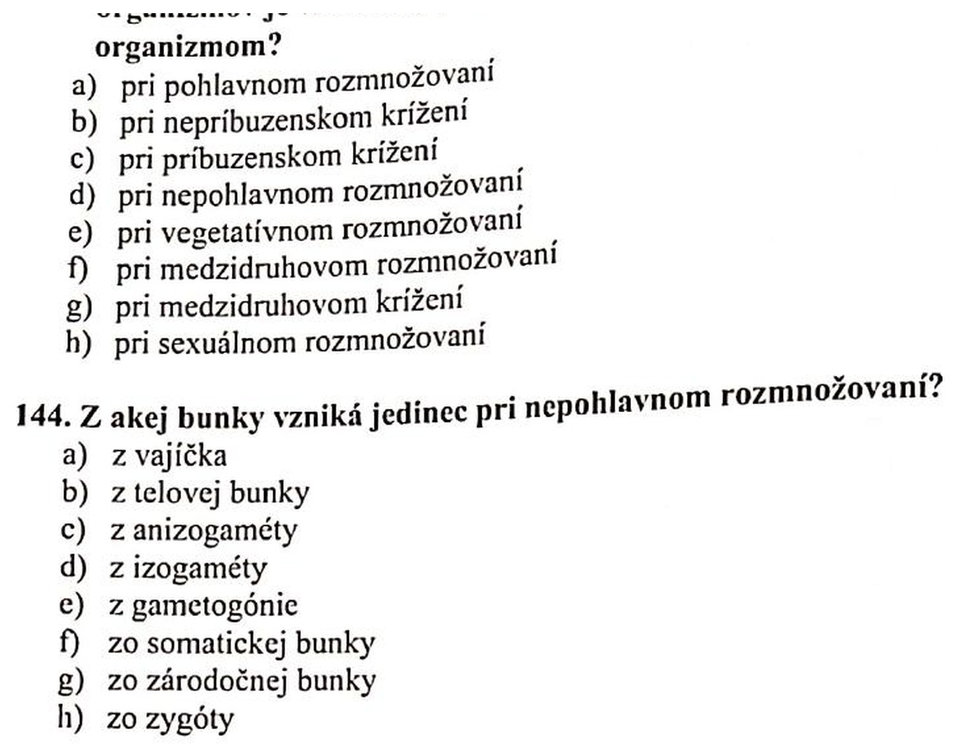 organizmom?
a) pri pohlavnom rozmnožovaní
b) pri nepríbuzenskom krížení
c) pri príbuzenskom krížení
d) pri nepohlavnom rozmnožovaní
e) pri vegetatívnom rozmnožovaní
f) pri medzidruhovom rozmnožovaní
g) pri medzidruhovom krížení
h) pri sexuálnom rozmnožovaní
144. Z akej bunky vzniká jedinec pri nepohlavnom rozmnožovaní?
a) z vajíčka
b) z telovej bunky
c) z anizogaméty
d) z izogaméty
e) z gametogónie
f) zo somatickej bunky
g) zo zárodočnej bunky
h) zo zygóty